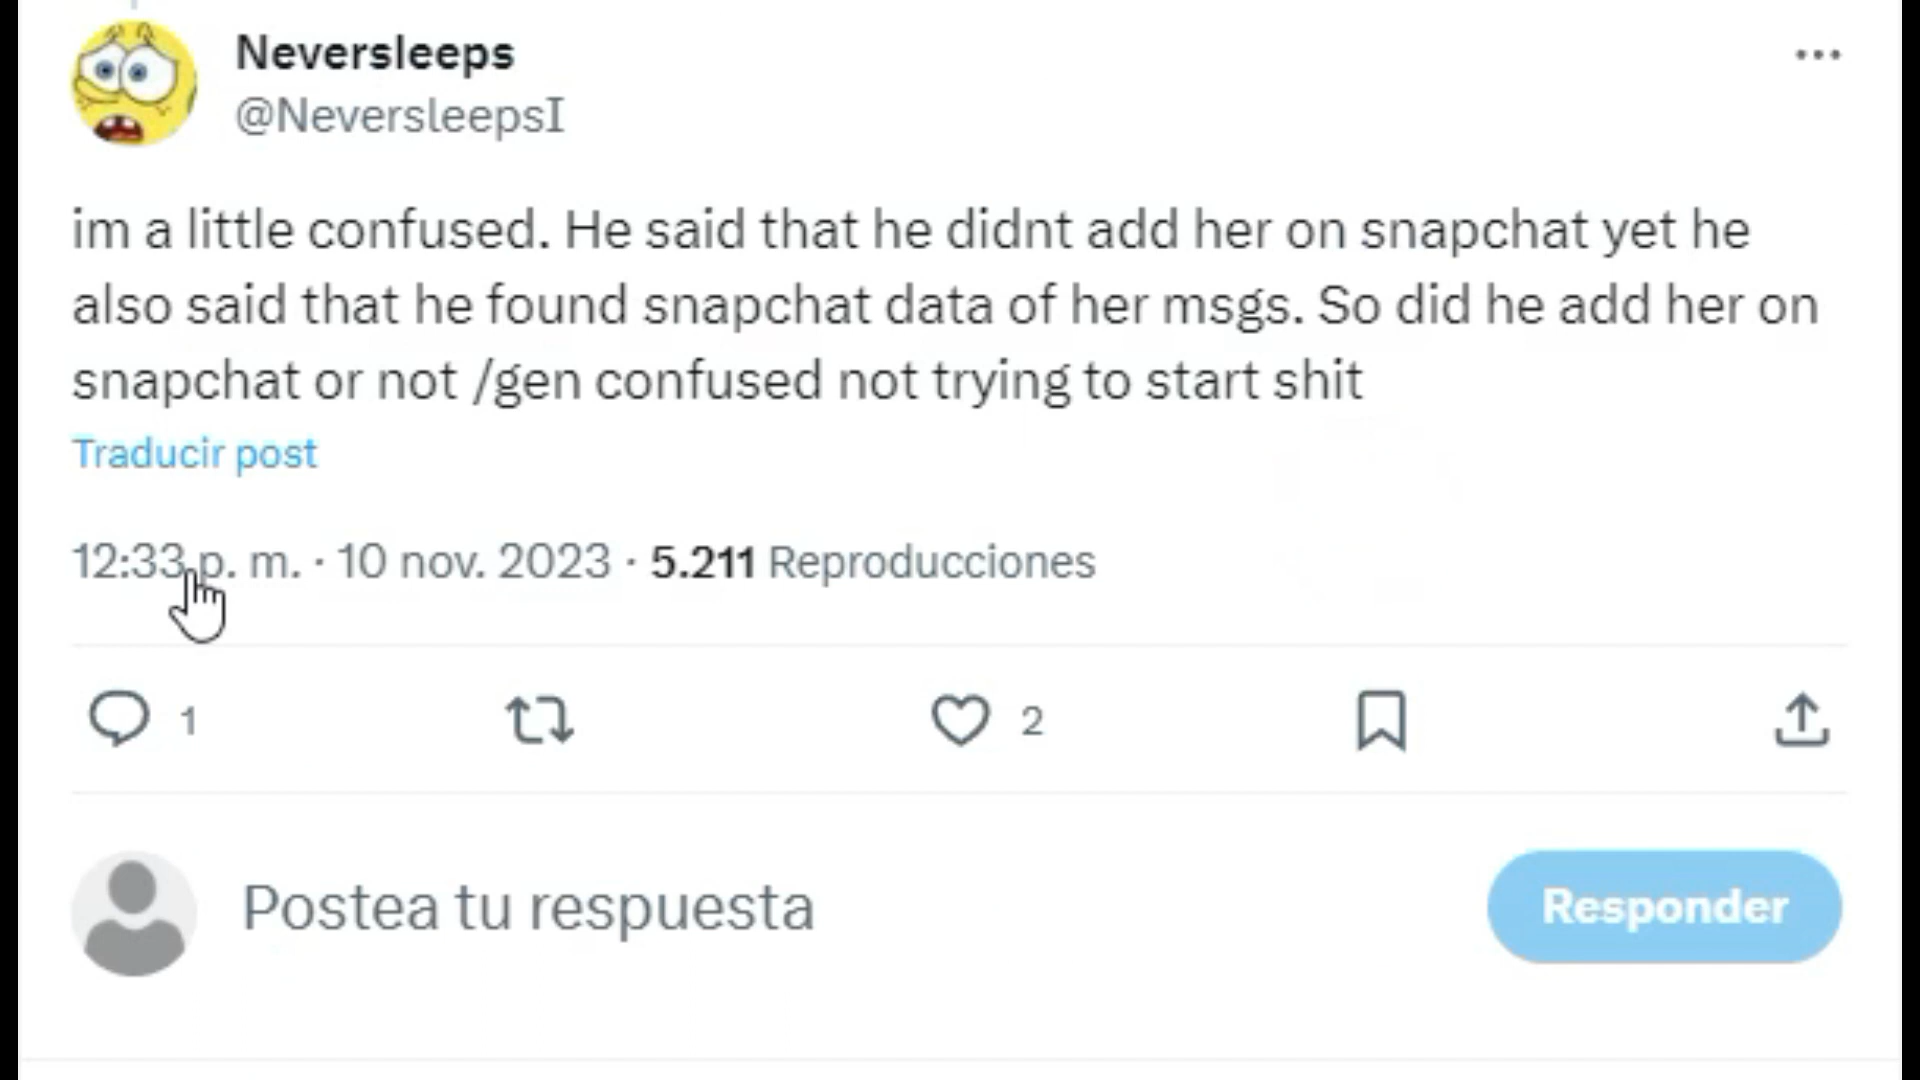 Neversleeps
@NeversleepsI
im a little confused. He said that he didnt add her on snapchat yet he
also said that he found snapchat data of her msgs. So did he add her on
snapchat or not /gen confused not trying to start shit
Traducir post
12:33 p. m. · 10 nov. 2023 · 5.211 Reproducciones
1 2
Postea tu respuesta Responder